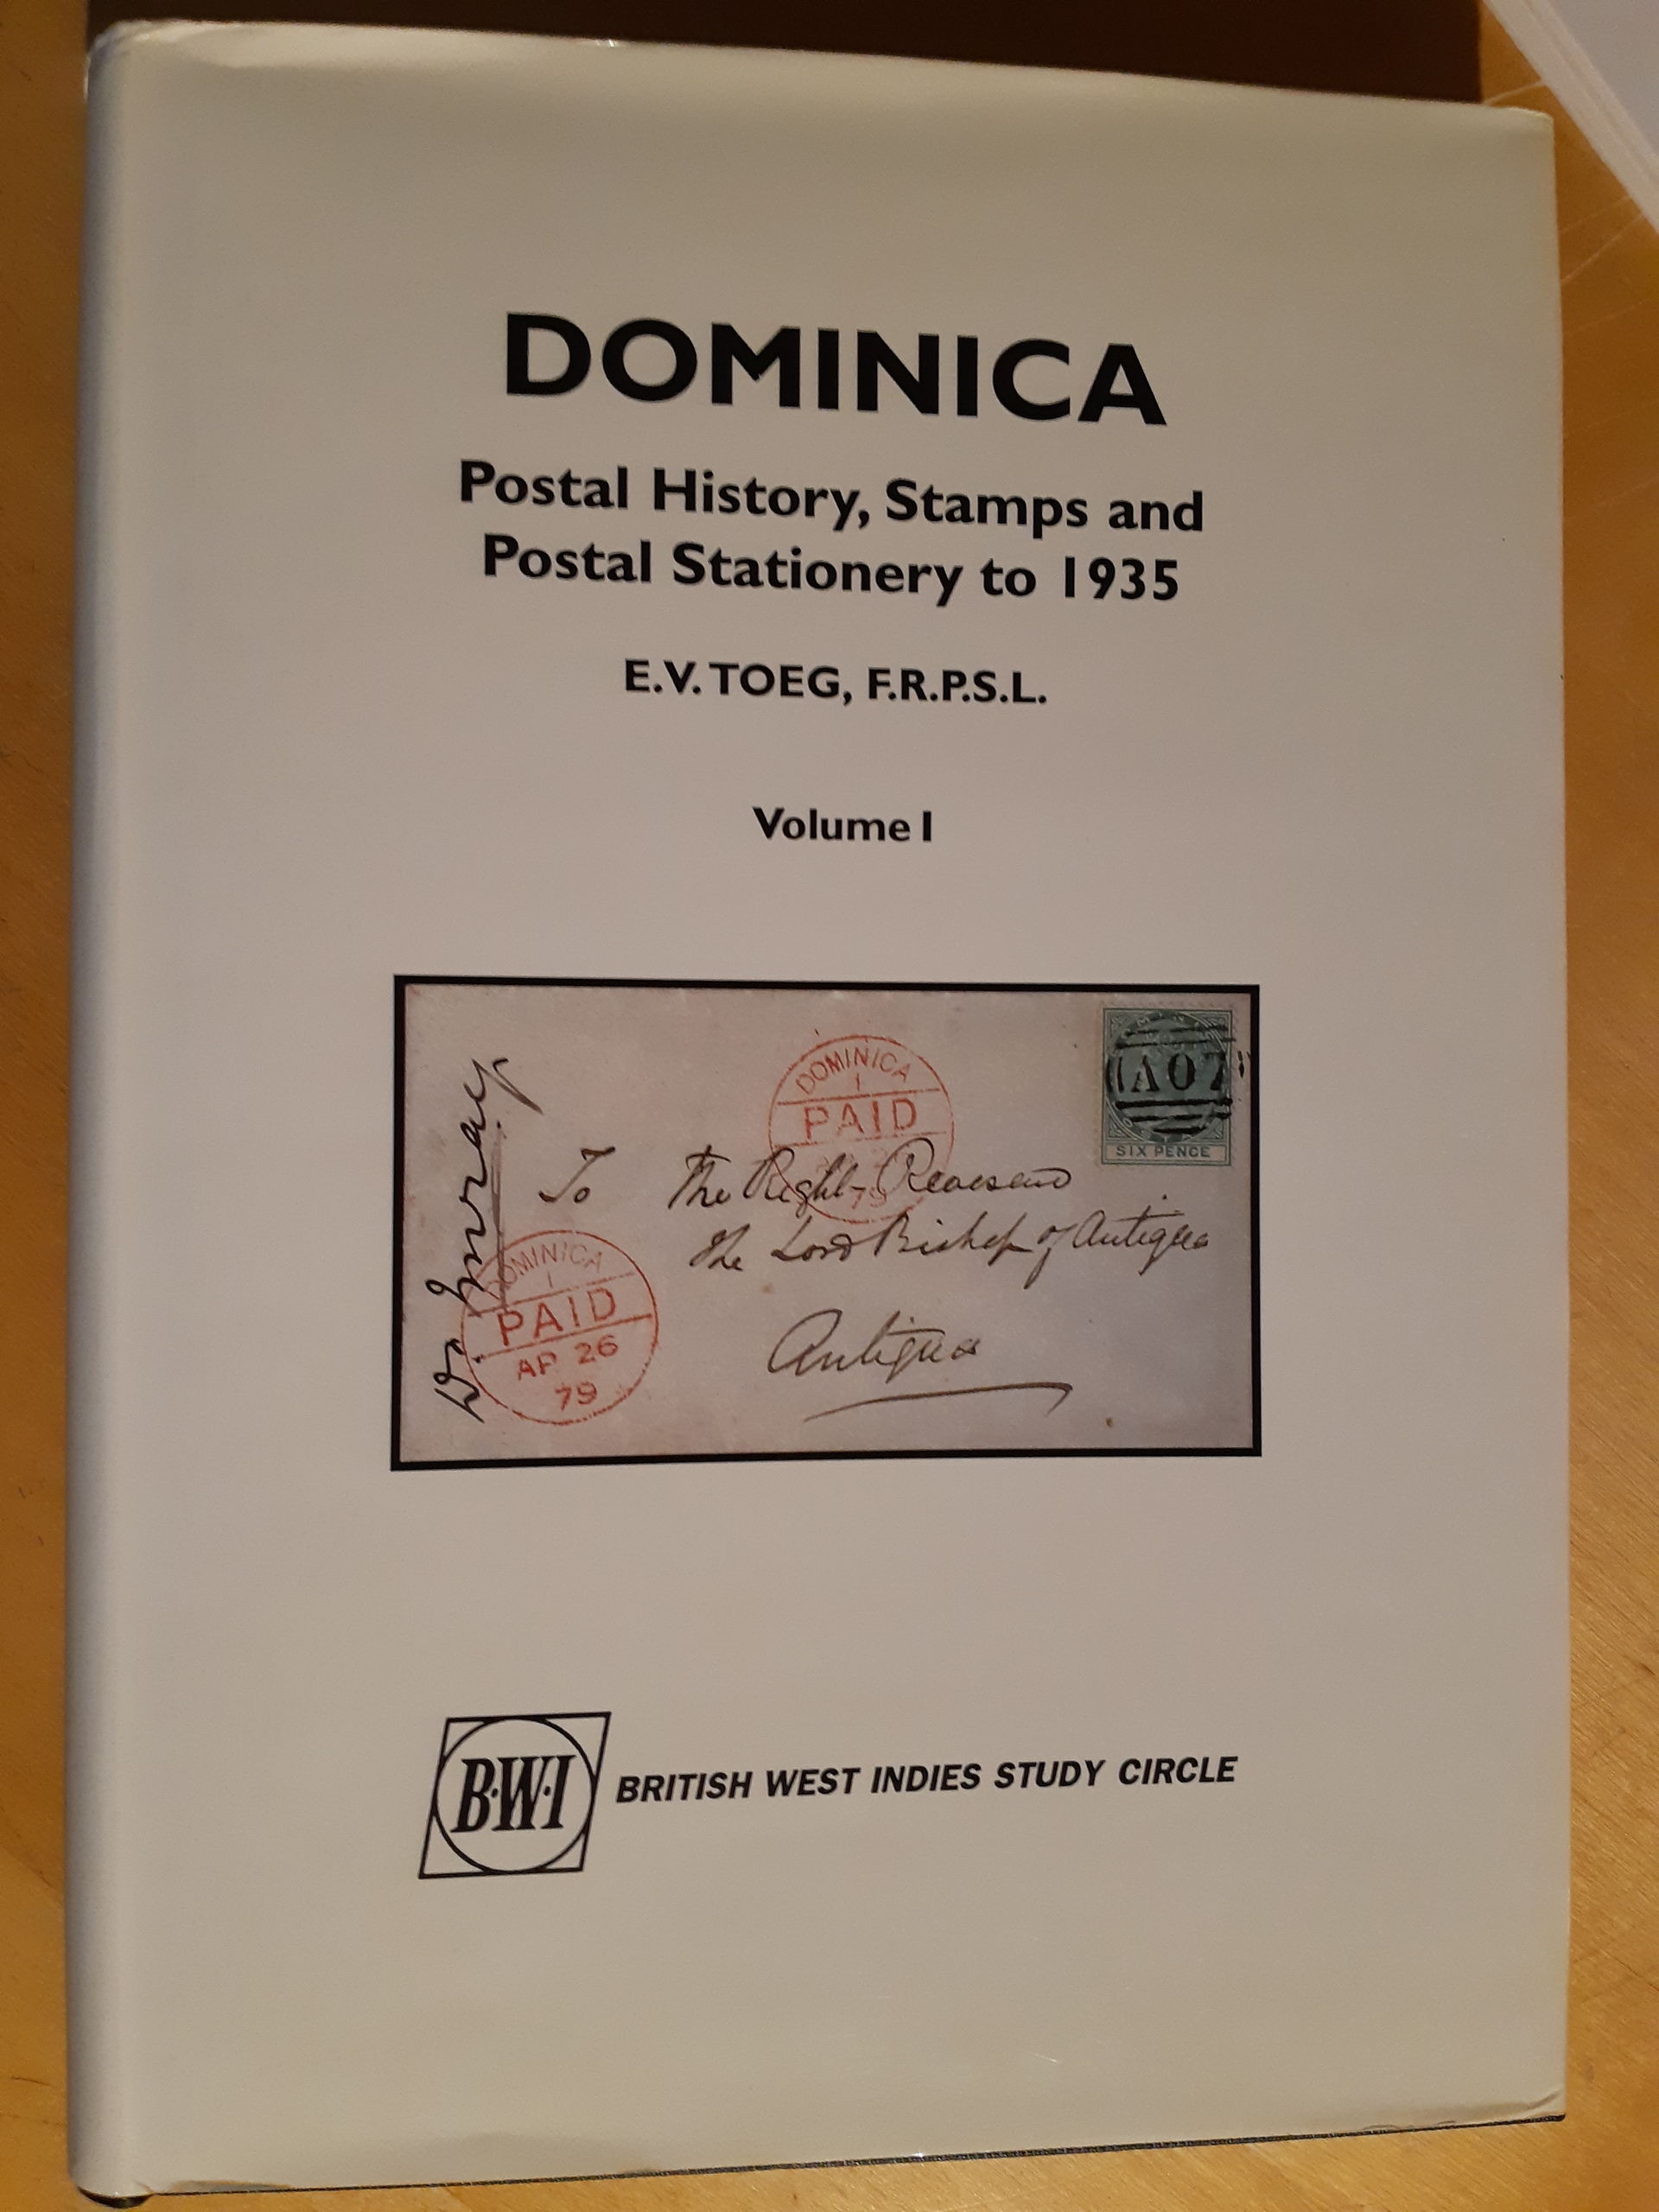 DOMINICA
Postal History, Stamps and
Postal Stationery to 1935
E.V. TOEG, F.R.P.S.L.
Volume I
DOMINICA
1
PAID
79
A07
SIX PENCE
To The Right Reverend
the Lord Bishop of Antigua
Antigua
Dr Imray
DOMINICA
1
PAID
AP 26
79
B·W·I
BRITISH WEST INDIES STUDY CIRCLE